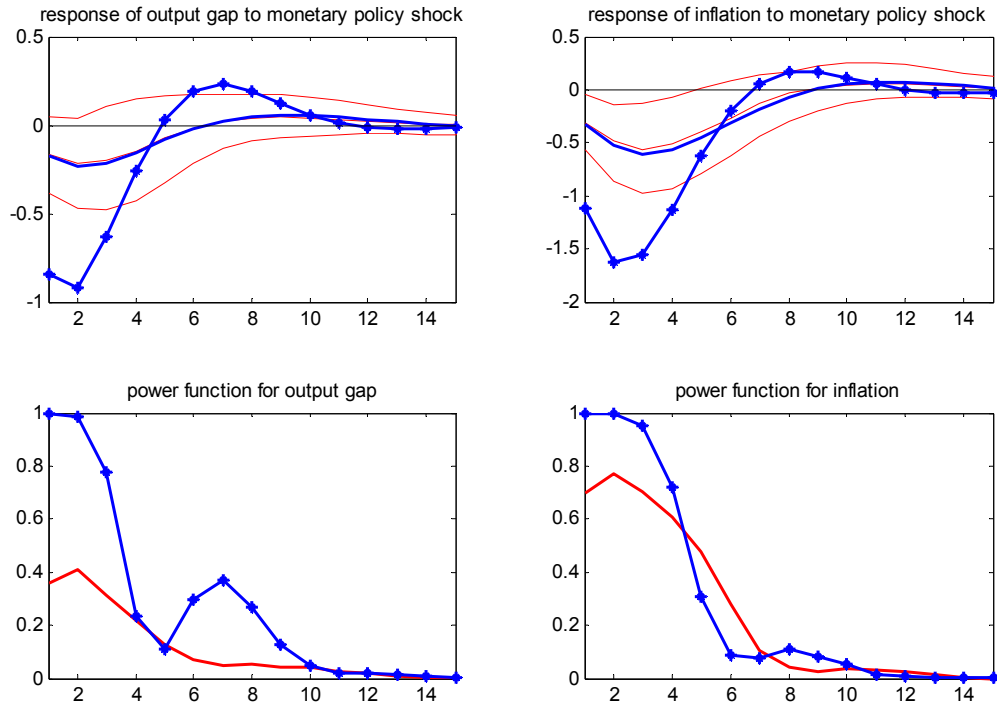 response of output gap to monetary policy shock
0.5
0
-0.5
-1
2 4 6 8 10 12 14
response of inflation to monetary policy shock
0.5
0
-0.5
-1
-1.5
-2
2 4 6 8 10 12 14
power function for output gap
1
0.8
0.6
0.4
0.2
0
2 4 6 8 10 12 14
power function for inflation
1
0.8
0.6
0.4
0.2
0
2 4 6 8 10 12 14